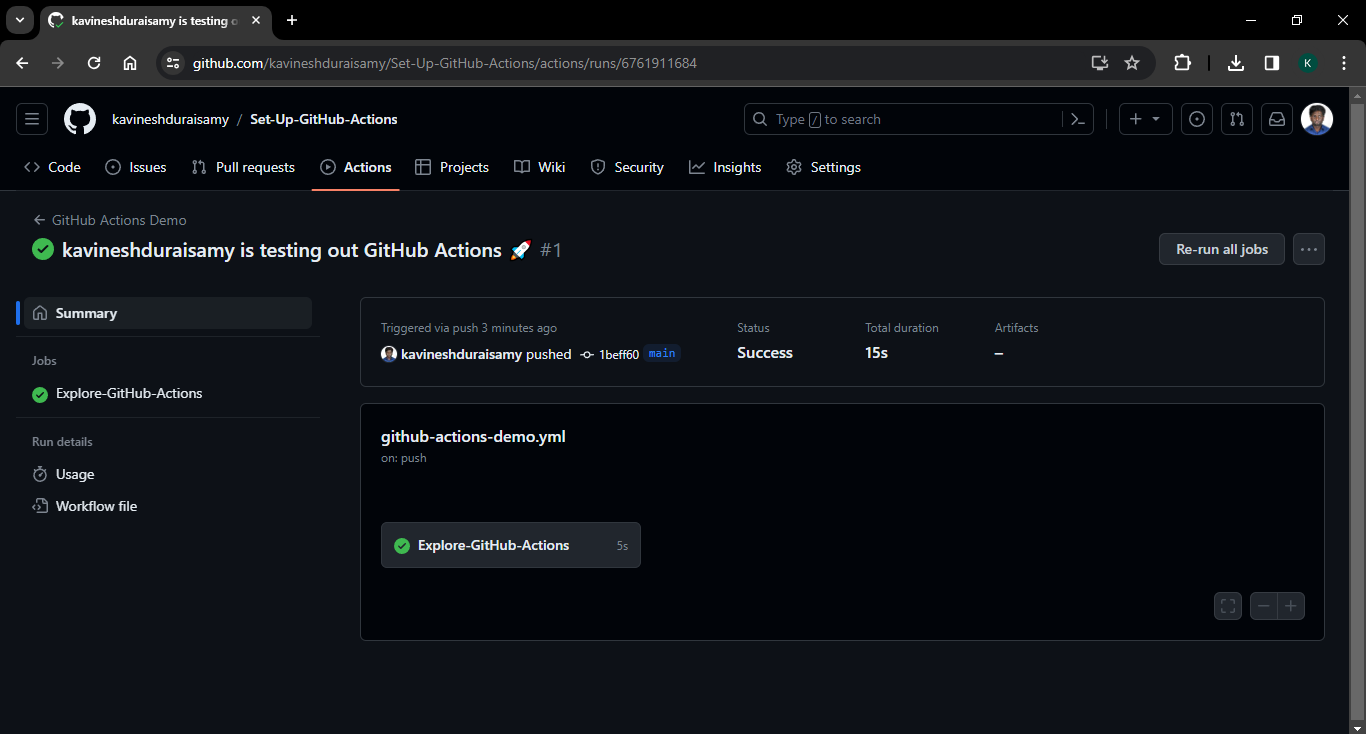 kavineshduraisamy is testing o
github.com/kavineshduraisamy/Set-Up-GitHub-Actions/actions/runs/6761911684
K
kavineshduraisamy / Set-Up-GitHub-Actions
Type / to search
Code Issues Pull requests Actions Projects Wiki Security Insights Settings
GitHub Actions Demo
kavineshduraisamy is testing out GitHub Actions 🚀 #1
Re-run all jobs
Summary
Jobs
Explore-GitHub-Actions
Run details
Usage
Workflow file
Triggered via push 3 minutes ago
kavineshduraisamy pushed 1beff60 main
Status
Success
Total duration
15s
Artifacts
–
github-actions-demo.yml
on: push
Explore-GitHub-Actions 5s